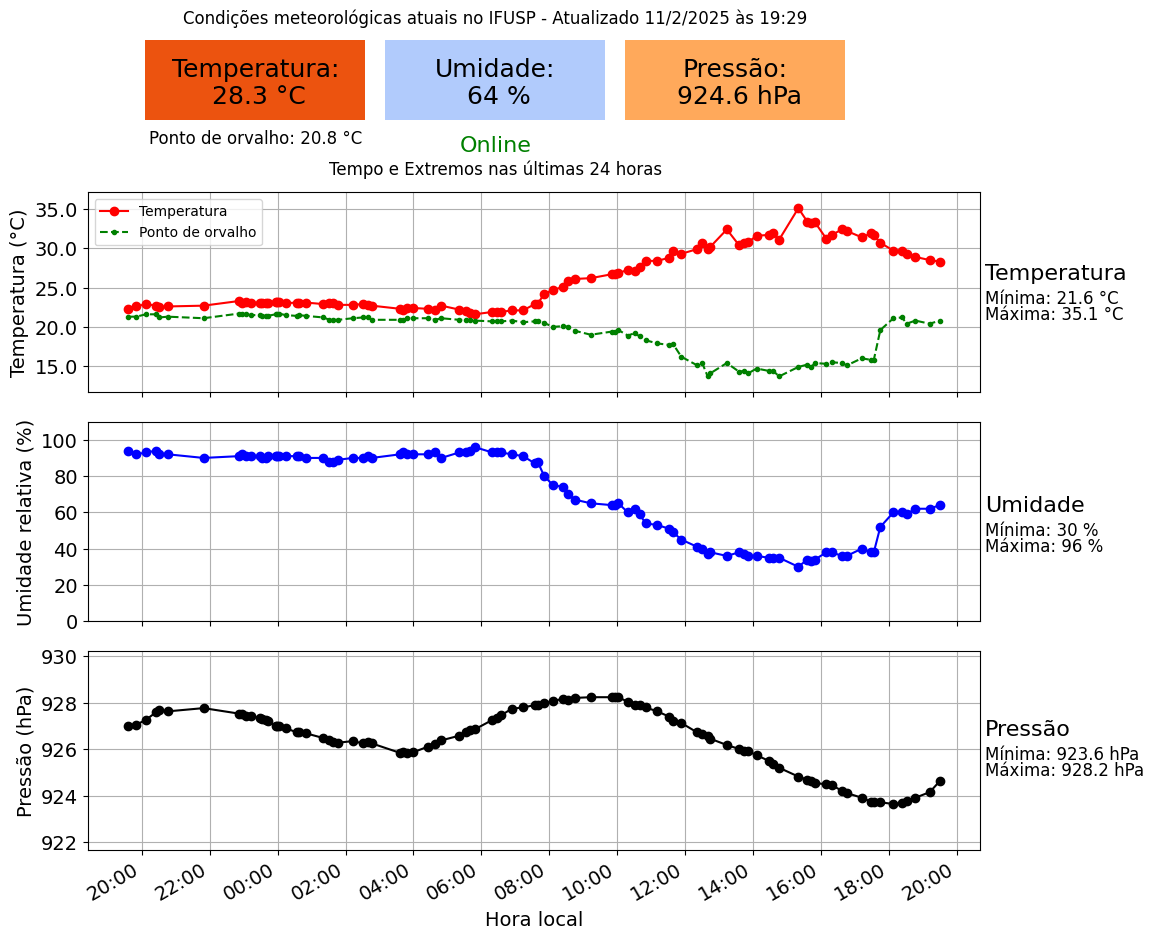 Condições meteorológicas atuais no IFUSP - Atualizado 11/2/2025 às 19:29
Temperatura:
28.3 °C
Umidade:
64 %
Pressão:
924.6 hPa
Ponto de orvalho: 20.8 °C
Online
Tempo e Extremos nas últimas 24 horas
Temperatura (°C)
35.0
30.0
25.0
20.0
15.0
Temperatura
Ponto de orvalho
Temperatura
Mínima: 21.6 °C
Máxima: 35.1 °C
Umidade relativa (%)
100
80
60
40
20
0
Umidade
Mínima: 30 %
Máxima: 96 %
Pressão (hPa)
930
928
926
924
922
Pressão
Mínima: 923.6 hPa
Máxima: 928.2 hPa
20:00 22:00 00:00 02:00 04:00 06:00 08:00 10:00 12:00 14:00 16:00 18:00 20:00
Hora local